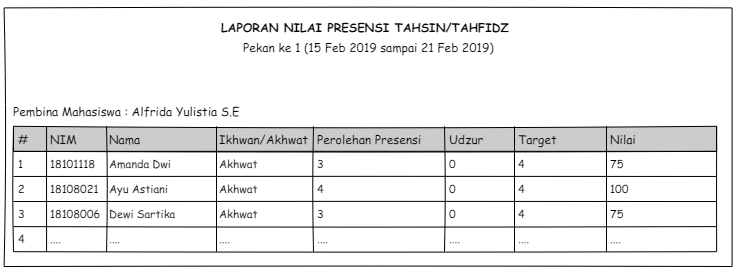 LAPORAN NILAI PRESENSI TAHSIN/TAHFIDZ
Pekan ke 1 (15 Feb 2019 sampai 21 Feb 2019)
Pembina Mahasiswa : Alfrida Yulistia S.E
# NIM Nama Ikhwan/Akhwat Perolehan Presensi Udzur Target Nilai
1 18101118 Amanda Dwi Akhwat 3 0 4 75
2 18108021 Ayu Astiani Akhwat 4 0 4 100
3 18108006 Dewi Sartika Akhwat 3 0 4 75
4 .... .... .... .... .... .... ....